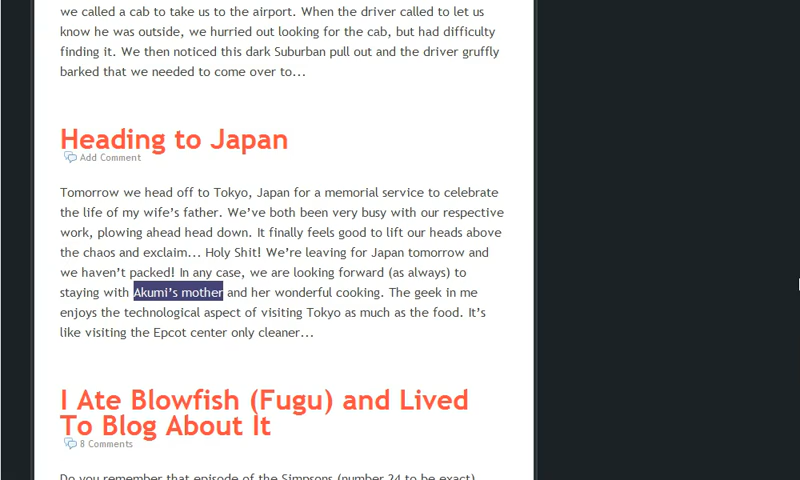 we called a cab to take us to the airport. When the driver called to let us
know he was outside, we hurried out looking for the cab, but had difficulty
finding it. We then noticed this dark Suburban pull out and the driver gruffly
barked that we needed to come over to...
Heading to Japan
Add Comment
Tomorrow we head off to Tokyo, Japan for a memorial service to celebrate
the life of my wife’s father. We’ve both been very busy with our respective
work, plowing ahead head down. It finally feels good to lift our heads above
the chaos and exclaim... Holy Shit! We’re leaving for Japan tomorrow and
we haven’t packed! In any case, we are looking forward (as always) to
staying with Akumi’s mother and her wonderful cooking. The geek in me
enjoys the technological aspect of visiting Tokyo as much as the food. It’s
like visiting the Epcot center only cleaner...
I Ate Blowfish (Fugu) and Lived
To Blog About It
8 Comments
Do you remember that episode of the Simpsons (number 24 to be exact)